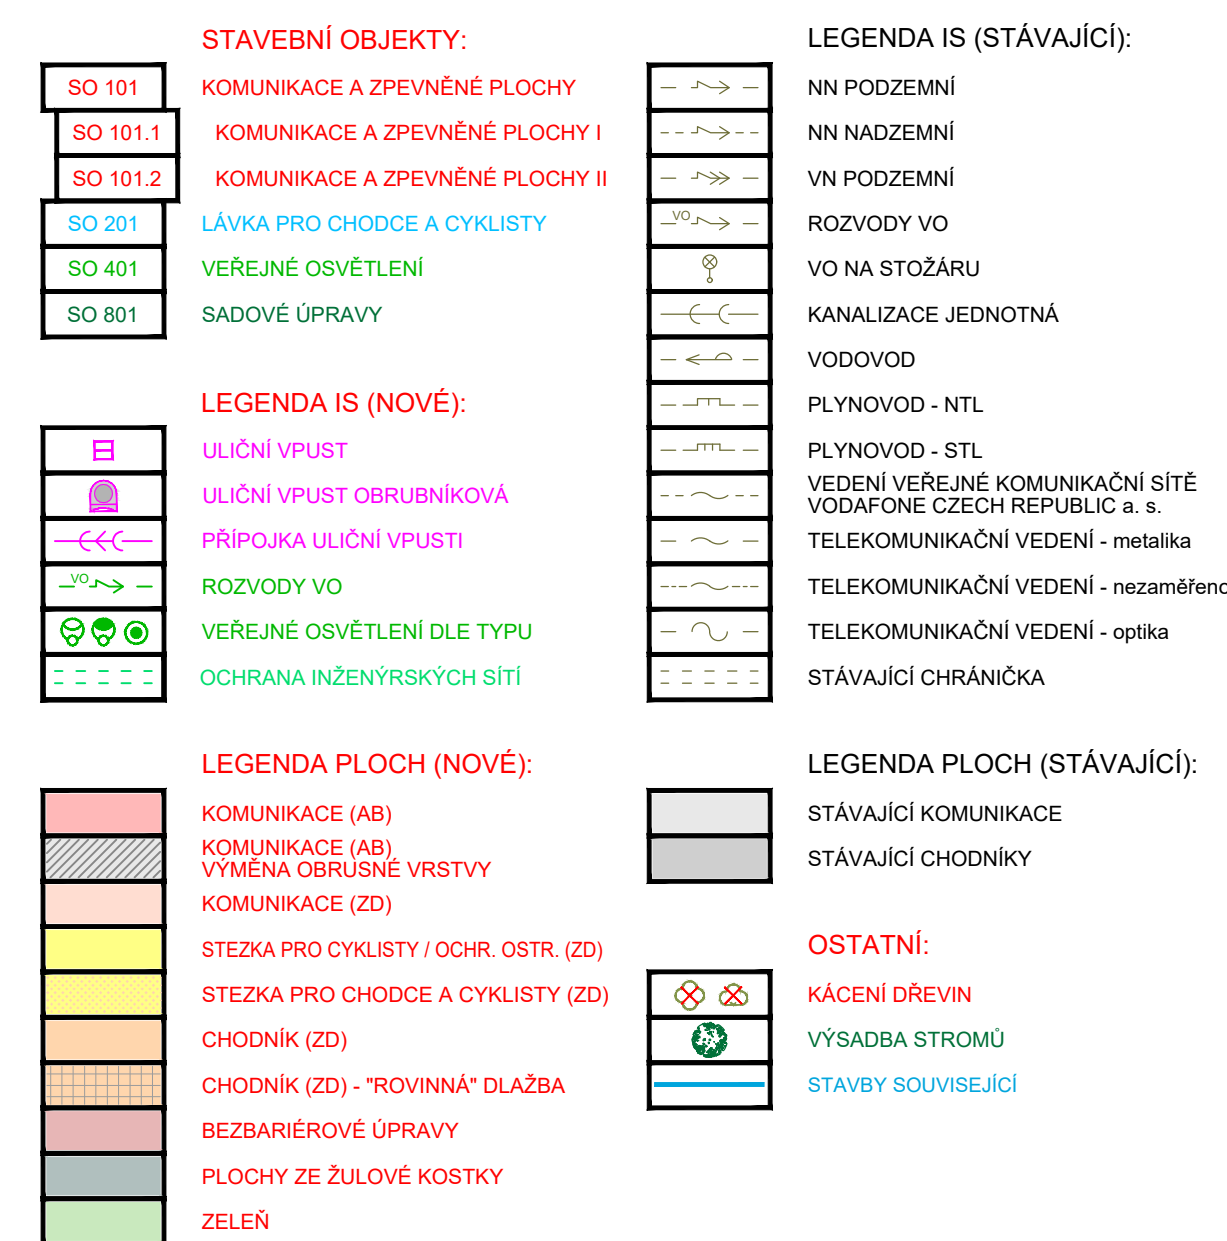 STAVEBNÍ OBJEKTY:
SO 101 KOMUNIKACE A ZPEVNĚNÉ PLOCHY
SO 101.1 KOMUNIKACE A ZPEVNĚNÉ PLOCHY I
SO 101.2 KOMUNIKACE A ZPEVNĚNÉ PLOCHY II
SO 201 LÁVKA PRO CHODCE A CYKLISTY
SO 401 VEŘEJNÉ OSVĚTLENÍ
SO 801 SADOVÉ ÚPRAVY
LEGENDA IS (NOVÉ):
ULIČNÍ VPUST
ULIČNÍ VPUST OBRUBNÍKOVÁ
PŘÍPOJKA ULIČNÍ VPUSTI
VO ROZVODY VO
VEŘEJNÉ OSVĚTLENÍ DLE TYPU
OCHRANA INŽENÝRSKÝCH SÍTÍ
LEGENDA PLOCH (NOVÉ):
KOMUNIKACE (AB)
KOMUNIKACE (AB)
VÝMĚNA OBRUSNÉ VRSTVY
KOMUNIKACE (ZD)
STEZKA PRO CYKLISTY / OCHR. OSTR. (ZD)
STEZKA PRO CHODCE A CYKLISTY (ZD)
CHODNÍK (ZD)
CHODNÍK (ZD) - "ROVINNÁ" DLAŽBA
BEZBARIÉROVÉ ÚPRAVY
PLOCHY ZE ŽULOVÉ KOSTKY
ZELEŇ
LEGENDA IS (STÁVAJÍCÍ):
NN PODZEMNÍ
NN NADZEMNÍ
VN PODZEMNÍ
VO ROZVODY VO
VO NA STOŽÁRU
KANALIZACE JEDNOTNÁ
VODOVOD
PLYNOVOD - NTL
PLYNOVOD - STL
VEDENÍ VEŘEJNÉ KOMUNIKAČNÍ SÍTĚ
VODAFONE CZECH REPUBLIC a. s.
TELEKOMUNIKAČNÍ VEDENÍ - metalika
TELEKOMUNIKAČNÍ VEDENÍ - nezaměřeno
TELEKOMUNIKAČNÍ VEDENÍ - optika
STÁVAJÍCÍ CHRÁNIČKA
LEGENDA PLOCH (STÁVAJÍCÍ):
STÁVAJÍCÍ KOMUNIKACE
STÁVAJÍCÍ CHODNÍKY
OSTATNÍ:
KÁCENÍ DŘEVIN
VÝSADBA STROMŮ
STAVBY SOUVISEJÍCÍ